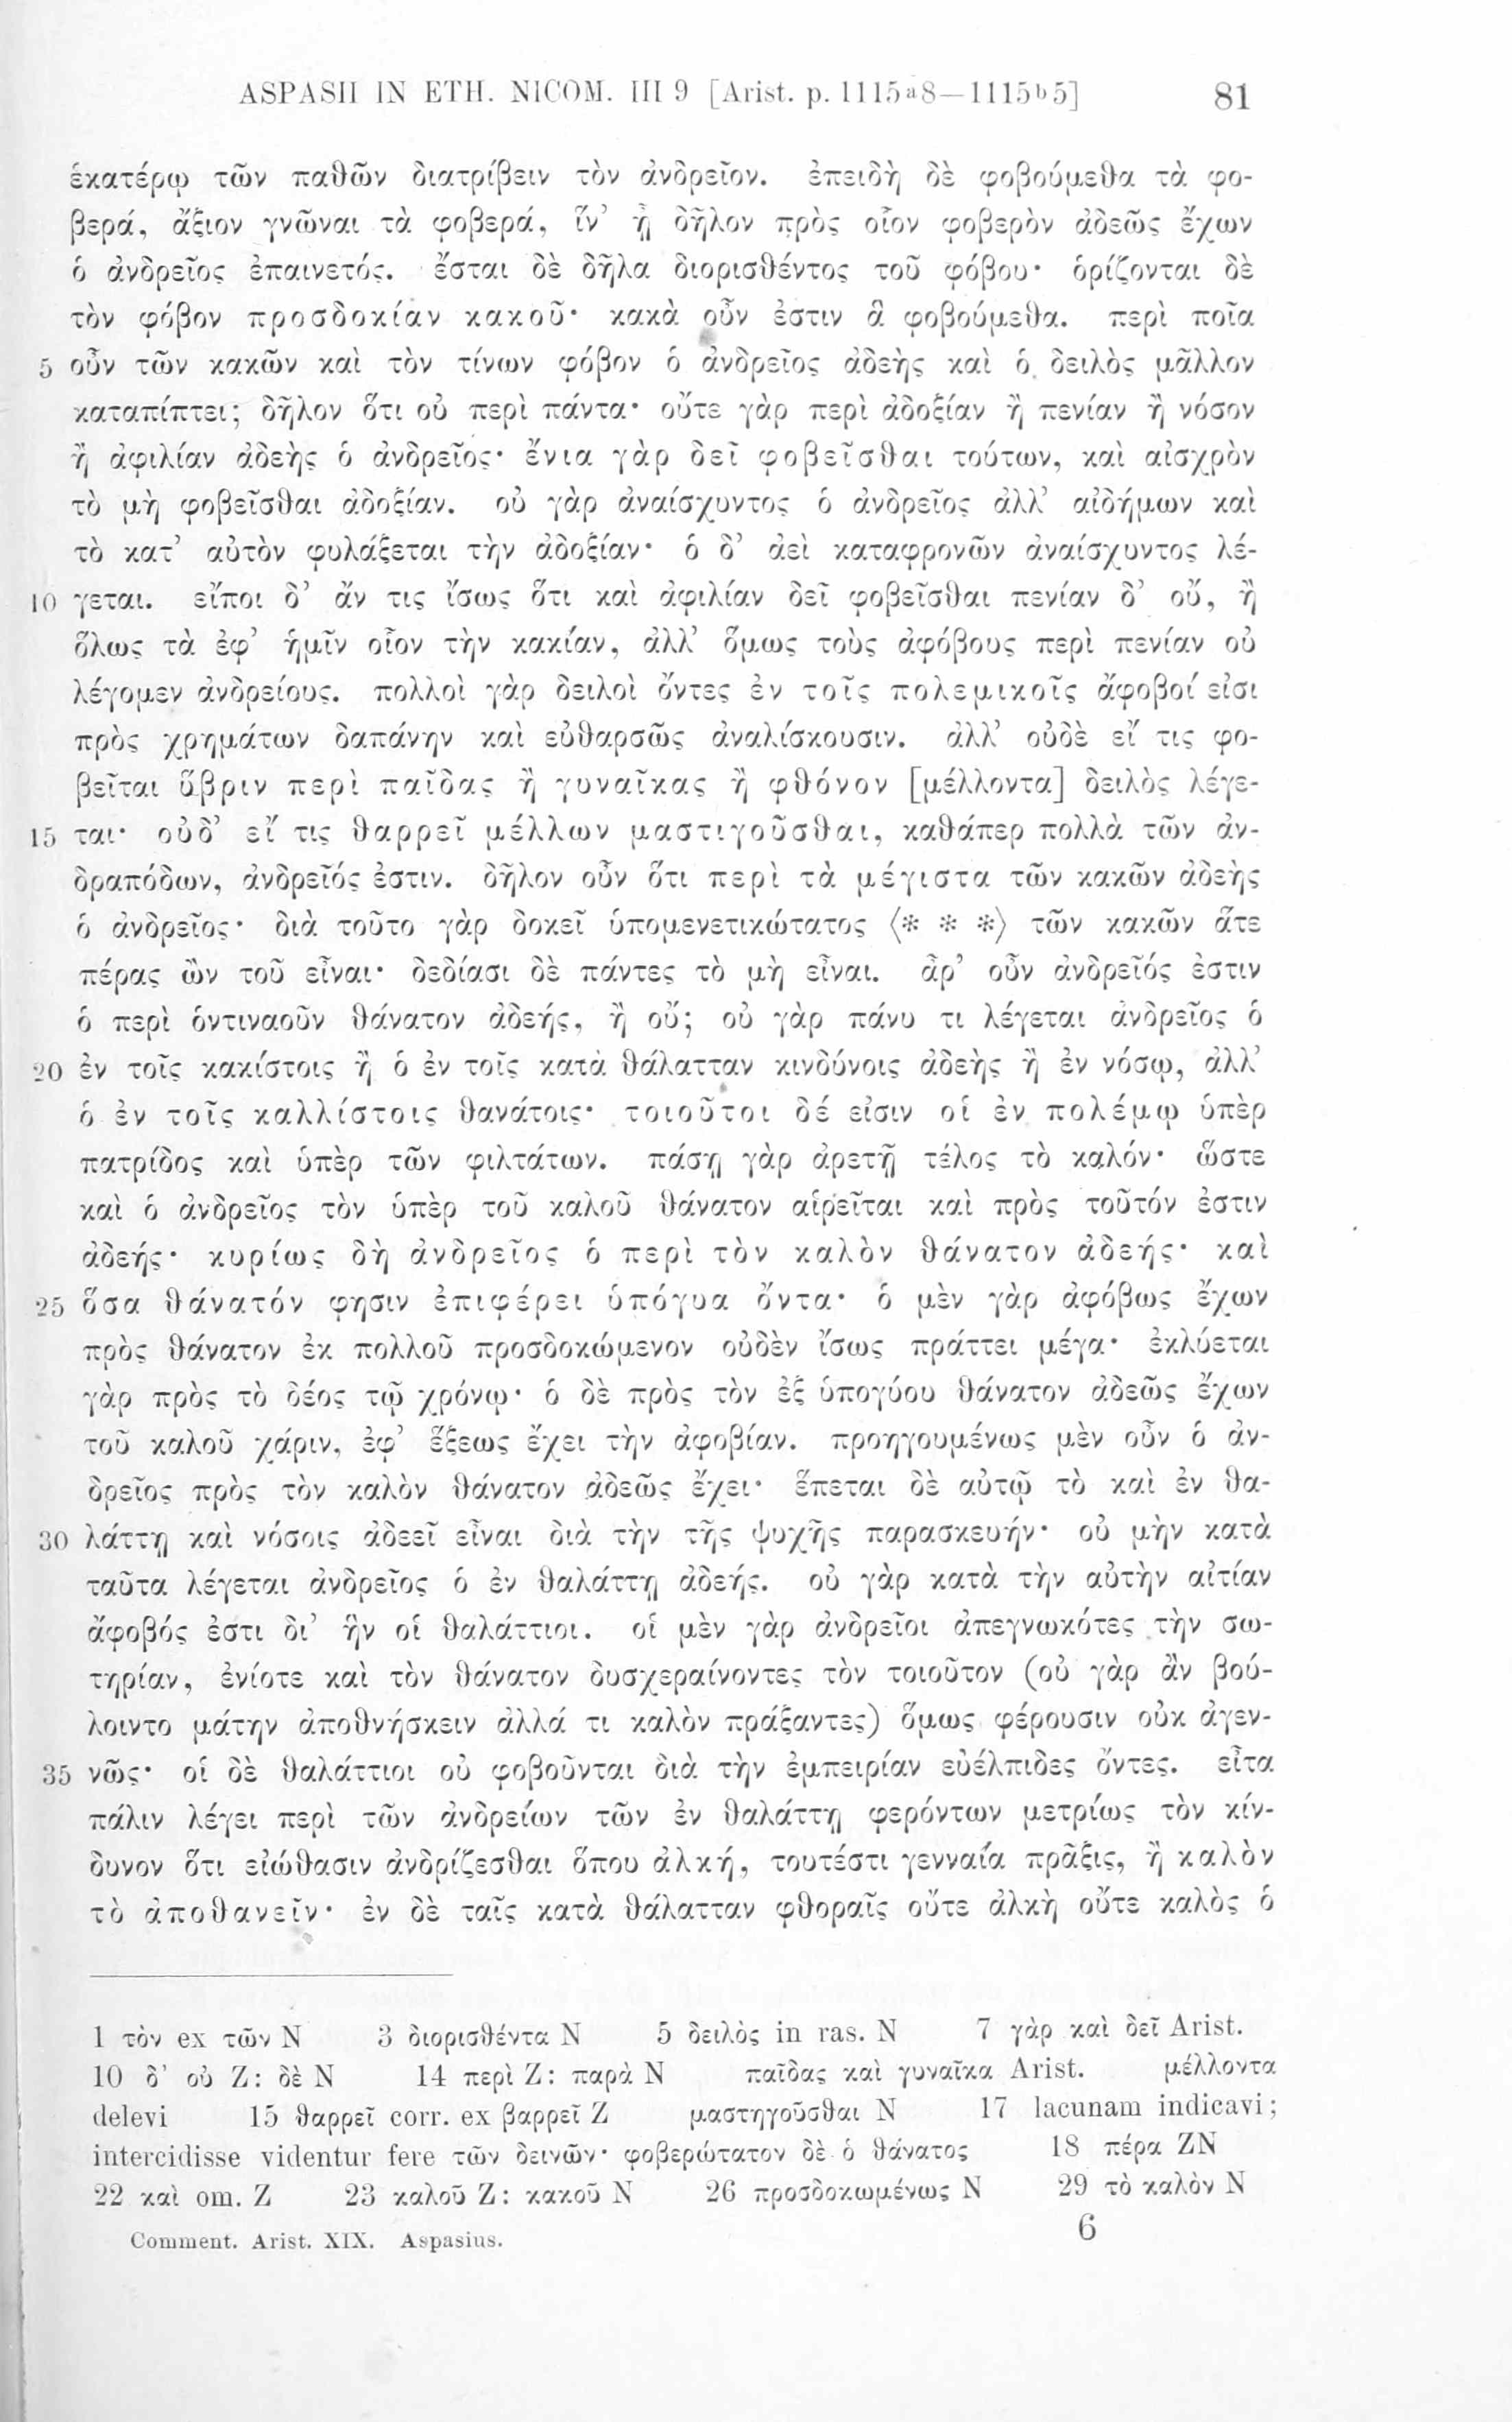 ASPASII IN ETH. NICOM. III 9 [Arist. p. 1115a8—1115b5] 81
ἑκατέρῳ τῶν παθῶν διατρίβειν τὸν ἀνδρεῖον. ἐπειδὴ δὲ φοβούμεθα τὰ φο-
βερά, ἄξιον γνῶναι τὰ φοβερά, ἵν’ ᾖ δῆλον πρὸς οἷον φοβερὸν ἀδεῶς ἔχων
ὁ ἀνδρεῖος ἐπαινετός. ἔσται δὲ δῆλα διορισθέντος τοῦ φόβου· ὁρίζονται δὲ
τὸν φόβον προσδοκίαν κακοῦ· κακὰ οὖν ἐστιν ἃ φοβούμεθα. περὶ ποῖα
5 οὖν τῶν κακῶν καὶ τὸν τίνων φόβον ὁ ἀνδρεῖος ἀδεὴς καὶ ὁ δειλὸς μᾶλλον
καταπίπτει; δῆλον ὅτι οὐ περὶ πάντα· οὔτε γὰρ περὶ ἀδοξίαν ἢ πενίαν ἢ νόσον
ἢ ἀφιλίαν ἀδεὴς ὁ ἀνδρεῖος· ἔνια γὰρ δεῖ φοβεῖσθαι τούτων, καὶ αἰσχρὸν
τὸ μὴ φοβεῖσθαι ἀδοξίαν. οὐ γὰρ ἀναίσχυντος ὁ ἀνδρεῖος ἀλλ’ αἰδήμων καὶ
τὸ κατ’ αὐτὸν φυλάξεται τὴν ἀδοξίαν· ὁ δ’ ἀεὶ καταφρονῶν ἀναίσχυντος λέ-
10 γεται. εἴποι δ’ ἄν τις ἴσως ὅτι καὶ ἀφιλίαν δεῖ φοβεῖσθαι πενίαν δ’ οὔ, ἢ
ὅλως τὰ ἐφ’ ἡμῖν οἷον τὴν κακίαν, ἀλλ’ ὅμως τοὺς ἀφόβους περὶ πενίαν οὐ
λέγομεν ἀνδρείους. πολλοὶ γὰρ δειλοὶ ὄντες ἐν τοῖς πολεμικοῖς ἄφοβοί εἰσι
πρὸς χρημάτων δαπάνην καὶ εὐθαρσῶς ἀναλίσκουσιν. ἀλλ’ οὐδὲ εἴ τις φο-
βεῖται ὕβριν περὶ παῖδας ἢ γυναῖκας ἢ φθόνον [μέλλοντα] δειλὸς λέγε-
15 ται· οὐδ’ εἴ τις θαρρεῖ μέλλων μαστιγοῦσθαι, καθάπερ πολλὰ τῶν ἀν-
δραπόδων, ἀνδρεῖός ἐστιν. δῆλον οὖν ὅτι περὶ τὰ μέγιστα τῶν κακῶν ἀδεὴς
ὁ ἀνδρεῖος· διὰ τοῦτο γὰρ δοκεῖ ὑπομενετικώτατος ⟨* * *⟩ τῶν κακῶν ἅτε
πέρας ὢν τοῦ εἶναι· δεδίασι δὲ πάντες τὸ μὴ εἶναι. ἆρ’ οὖν ἀνδρεῖός ἐστιν
ὁ περὶ ὁντιναοῦν θάνατον ἀδεής, ἢ οὔ; οὐ γὰρ πάνυ τι λέγεται ἀνδρεῖος ὁ
20 ἐν τοῖς κακίστοις ἢ ὁ ἐν τοῖς κατὰ θάλατταν κινδύνοις ἀδεὴς ἢ ἐν νόσῳ, ἀλλ’
ὁ ἐν τοῖς καλλίστοις θανάτοις· τοιοῦτοι δέ εἰσιν οἱ ἐν πολέμῳ ὑπὲρ
πατρίδος καὶ ὑπὲρ τῶν φιλτάτων. πάσῃ γὰρ ἀρετῇ τέλος τὸ καλόν· ὥστε
καὶ ὁ ἀνδρεῖος τὸν ὑπὲρ τοῦ καλοῦ θάνατον αἱρεῖται καὶ πρὸς τοῦτόν ἐστιν
ἀδεής· κυρίως δὴ ἀνδρεῖος ὁ περὶ τὸν καλὸν θάνατον ἀδεής· καὶ
25 ὅσα θάνατόν φησιν ἐπιφέρει ὑπόγυα ὄντα· ὁ μὲν γὰρ ἀφόβως ἔχων
πρὸς θάνατον ἐκ πολλοῦ προσδοκώμενον οὐδὲν ἴσως πράττει μέγα· ἐκλύεται
γὰρ πρὸς τὸ δέος τῷ χρόνῳ· ὁ δὲ πρὸς τὸν ἐξ ὑπογύου θάνατον ἀδεῶς ἔχων
τοῦ καλοῦ χάριν, ἐφ’ ἕξεως ἔχει τὴν ἀφοβίαν. προηγουμένως μὲν οὖν ὁ ἀν-
δρεῖος πρὸς τὸν καλὸν θάνατον ἀδεῶς ἔχει· ἕπεται δὲ αὐτῷ τὸ καὶ ἐν θα-
30 λάττῃ καὶ νόσοις ἀδεεῖ εἶναι διὰ τὴν τῆς ψυχῆς παρασκευήν· οὐ μὴν κατὰ
ταῦτα λέγεται ἀνδρεῖος ὁ ἐν θαλάττῃ ἀδεής. οὐ γὰρ κατὰ τὴν αὐτὴν αἰτίαν
ἄφοβός ἐστι δι’ ἣν οἱ θαλάττιοι. οἱ μὲν γὰρ ἀνδρεῖοι ἀπεγνωκότες τὴν σω-
τηρίαν, ἐνίοτε καὶ τὸν θάνατον δυσχεραίνοντες τὸν τοιοῦτον (οὐ γὰρ ἂν βού-
λοιντο μάτην ἀποθνήσκειν ἀλλά τι καλὸν πράξαντες) ὅμως φέρουσιν οὐκ ἀγεν-
35 νῶς· οἱ δὲ θαλάττιοι οὐ φοβοῦνται διὰ τὴν ἐμπειρίαν εὐέλπιδες ὄντες. εἶτα
πάλιν λέγει περὶ τῶν ἀνδρείων τῶν ἐν θαλάττῃ φερόντων μετρίως τὸν κίν-
δυνον ὅτι εἰώθασιν ἀνδρίζεσθαι ὅπου ἀλκή, τουτέστι γενναία πρᾶξις, ἢ καλὸν
τὸ ἀποθανεῖν· ἐν δὲ ταῖς κατὰ θάλατταν φθοραῖς οὔτε ἀλκὴ οὔτε καλὸς ὁ
1 τὸν ex τῶν N 3 διορισθέντα N 5 δειλὸς in ras. N 7 γὰρ καὶ δεῖ Arist.
10 δ’ οὐ Z: δὲ N 14 περὶ Z: παρὰ N παῖδας καὶ γυναῖκα Arist. μέλλοντα
delevi 15 θαρρεῖ corr. ex βαρρεῖ Z μαστηγοῦσθαι N 17 lacunam indicavi;
intercidisse videntur fere τῶν δεινῶν· φοβερώτατον δὲ ὁ θάνατος 18 πέρα ZN
22 καὶ om. Z 23 καλοῦ Z: κακοῦ N 26 προσδοκωμένως N 29 τὸ καλὸν N
Comment. Arist. XIX. Aspasius. 6